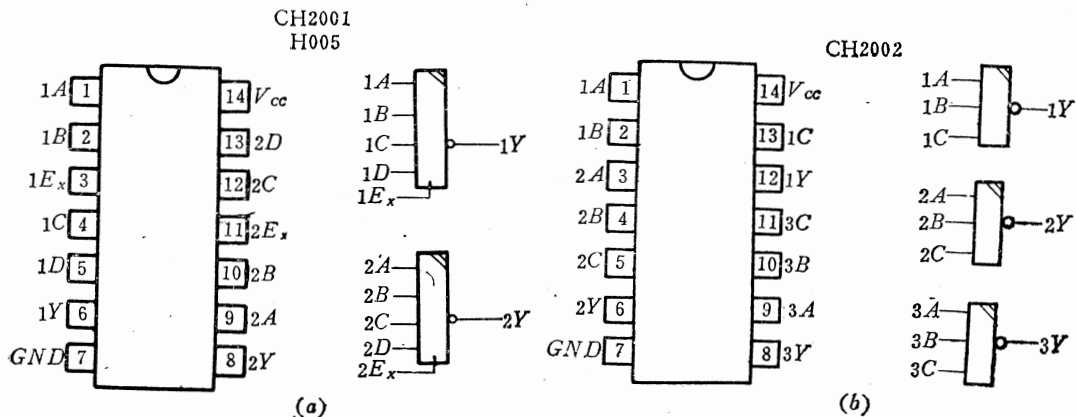 CH2001
H005
1A 1 14 Vcc
1B 2 13 2D
1Ex 3 12 2C
1C 4 11 2Ex
1D 5 10 2B
1Y 6 9 2A
GND 7 8 2Y
1A
1B
1C
1D
1Ex
1Y
2A
2B
2C
2D
2Ex
2Y
(a)
CH2002
1A 1 14 Vcc
1B 2 13 1C
2A 3 12 1Y
2B 4 11 3C
2C 5 10 3B
2Y 6 9 3A
GND 7 8 3Y
1A
1B
1C
1Y
2A
2B
2C
2Y
3A
3B
3C
3Y
(b)